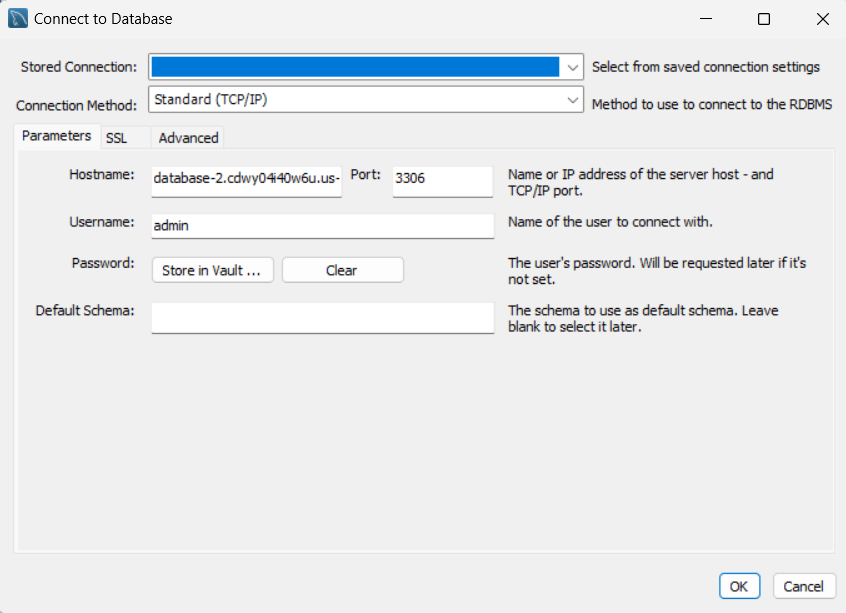 Connect to Database
Stored Connection:
Select from saved connection settings
Connection Method:
Standard (TCP/IP)
Method to use to connect to the RDBMS
Parameters
SSL
Advanced
Hostname:
database-2.cdwy04i40w6u.us-
Port:
3306
Name or IP address of the server host - and
TCP/IP port.
Username:
admin
Name of the user to connect with.
Password:
Store in Vault ...
Clear
The user's password. Will be requested later if it's
not set.
Default Schema:
The schema to use as default schema. Leave
blank to select it later.
OK
Cancel